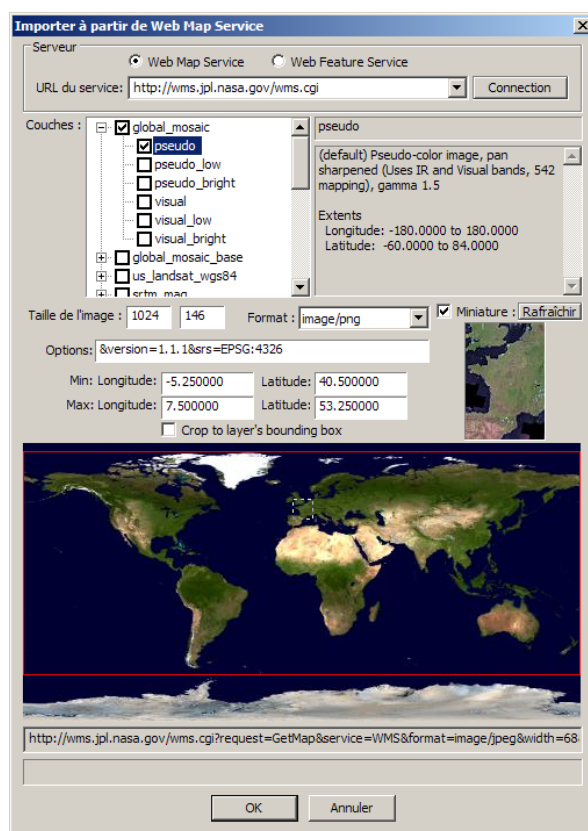 Importer à partir de Web Map Service
Serveur
Web Map Service Web Feature Service
URL du service: http://wms.jpl.nasa.gov/wms.cgi Connection
Couches : global_mosaic pseudo
pseudo
pseudo_low
pseudo_bright
visual
visual_low
visual_bright
global_mosaic_base
us_landsat_wgs84
srtm_mag
(default) Pseudo-color image, pan
sharpened (Uses IR and Visual bands, 542
mapping), gamma 1.5
Extents
Longitude: -180.0000 to 180.0000
Latitude: -60.0000 to 84.0000
Taille de l'image : 1024 146 Format : image/png Miniature : Rafraîchir
Options: &version=1.1.1&srs=EPSG:4326
Min: Longitude: -5.250000 Latitude: 40.500000
Max: Longitude: 7.500000 Latitude: 53.250000
Crop to layer's bounding box
http://wms.jpl.nasa.gov/wms.cgi?request=GetMap&service=WMS&format=image/jpeg&width=68
OK Annuler